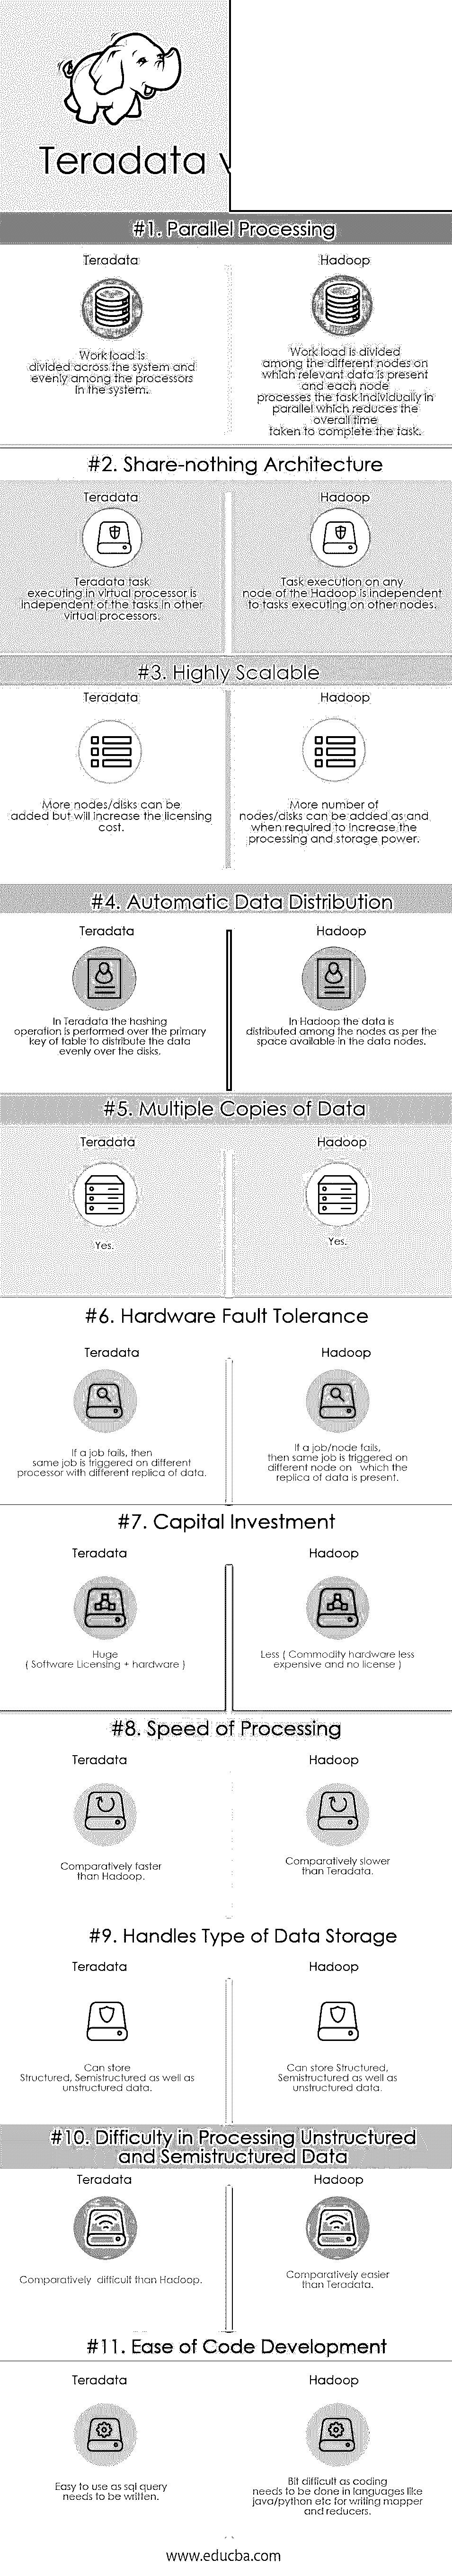 Teradata v
#1. Parallel Processing
Teradata
Work load is
divided across the system and
evenly among the processors
in the system.
Hadoop
Work load is divided
among the different nodes on
which relevant data is present
and each node
processes the task individually in
parallel which reduces the
overall time
taken to complete the task.
#2. Share-nothing Architecture
Teradata
Teradata task
executing in virtual processor is
independent of the tasks in other
virtual processors.
Hadoop
Task execution on any
node of the Hadoop is independent
to tasks executing on other nodes.
#3. Highly Scalable
Teradata
More nodes/disks can be
added but will increase the licensing
cost.
Hadoop
More number of
nodes/disks can be added as and
when required to increase the
processing and storage power.
#4. Automatic Data Distribution
Teradata
In Teradata the hashing
operation is performed over the primary
key of table to distribute the data
evenly over the disks.
Hadoop
In Hadoop the data is
distributed among the nodes as per the
space available in the data nodes.
#5. Multiple Copies of Data
Teradata
Yes.
Hadoop
Yes.
#6. Hardware Fault Tolerance
Teradata
If a job fails, then
same job is triggered on different
processor with different replica of data.
Hadoop
If a job/node fails,
then same job is triggered on
different node on which the
replica of data is present.
#7. Capital Investment
Teradata
Huge
( Software Licensing + hardware )
Hadoop
Less ( Commodity hardware less
expensive and no license )
#8. Speed of Processing
Teradata
Comparatively faster
than Hadoop.
Hadoop
Comparatively slower
than Teradata.
#9. Handles Type of Data Storage
Teradata
Can store
Structured, Semistructured as well as
unstructured data.
Hadoop
Can store Structured,
Semistructured as well as
unstructured data.
#10. Difficulty in Processing Unstructured
and Semistructured Data
Teradata
Comparatively difficult than Hadoop.
Hadoop
Comparatively easier
than Teradata.
#11. Ease of Code Development
Teradata
Easy to use as sql query
needs to be written.
Hadoop
Bit difficult as coding
needs to be done in languages like
java/python etc for writing mapper
and reducers.
www.educba.com